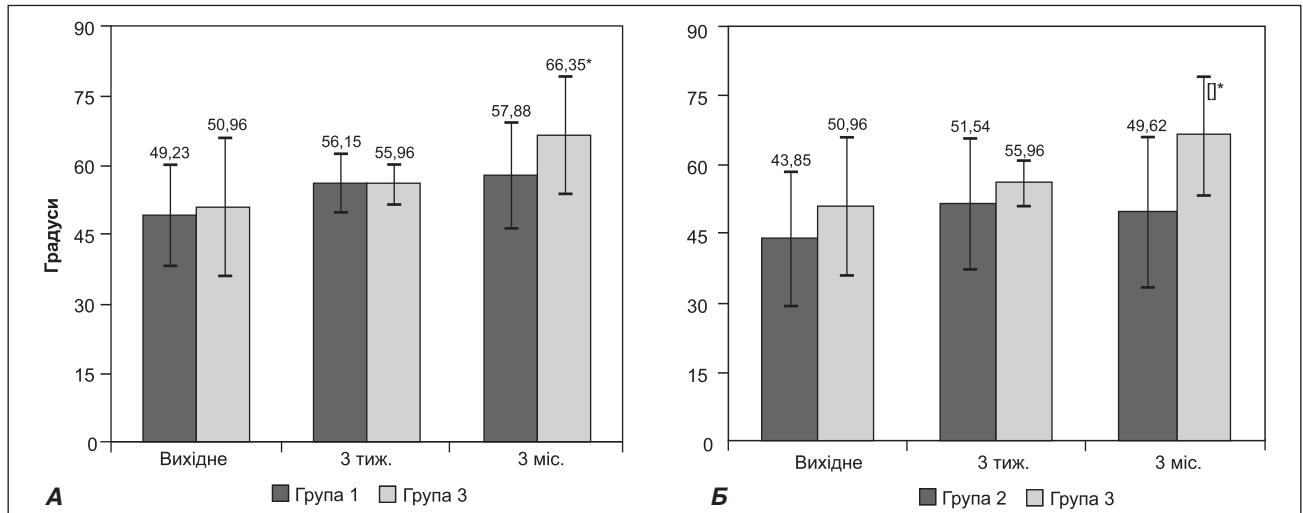 90
75
60
45
30
15
0
Градуси
49,23
50,96
56,15
55,96
57,88
66,35*
Вихідне
3 тиж.
3 міс.
А
Група 1
Група 3
90
75
60
45
30
15
0
43,85
50,96
51,54
55,96
49,62
[]*
Вихідне
3 тиж.
3 міс.
Б
Група 2
Група 3